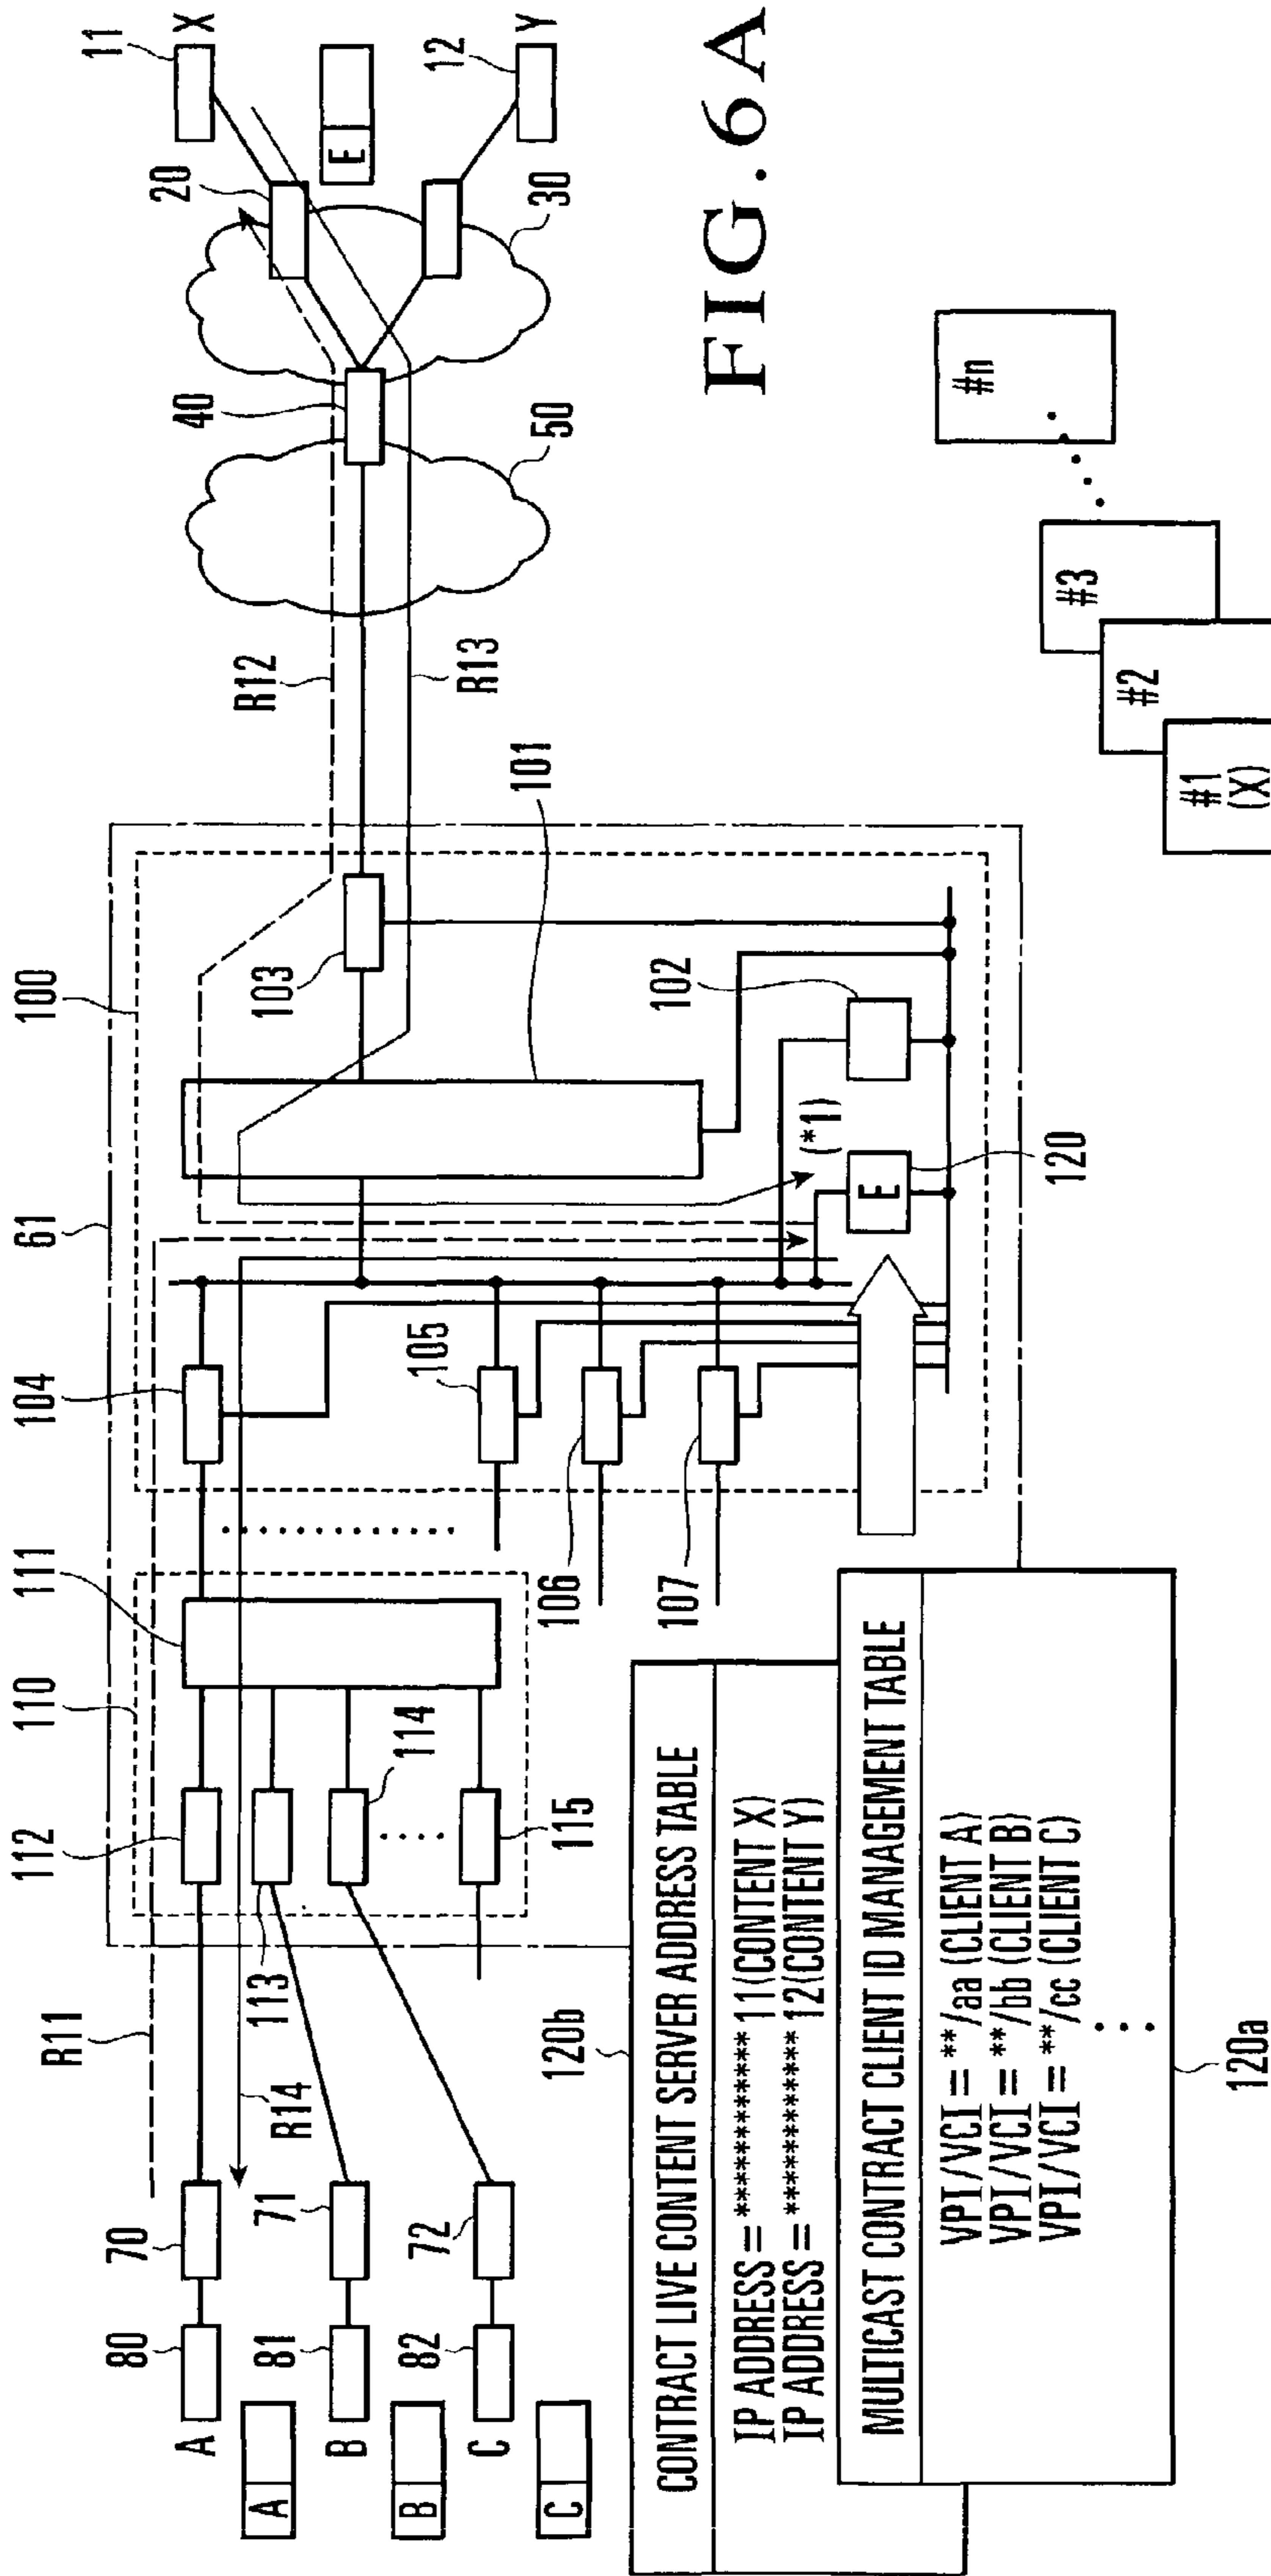 11 X
E
12 Y
20
30
40
50
FIG. 6A
R12
R13
101
100
103
102
(*1)
120
E
61
104
105
106
107
110
111
112
113
114
115
R11
R14
70
71
72
80
81
82
A
A
B
B
C
C
#1
(X)
#2
#3
#n
120b
CONTRACT LIVE CONTENT SERVER ADDRESS TABLE
IP ADDRESS = ********** 11(CONTENT X)
IP ADDRESS = ********** 12(CONTENT Y)
MULTICAST CONTRACT CLIENT ID MANAGEMENT TABLE
VPI/VCI = **/aa (CLIENT A)
VPI/VCI = **/bb (CLIENT B)
VPI/VCI = **/cc (CLIENT C)
120a